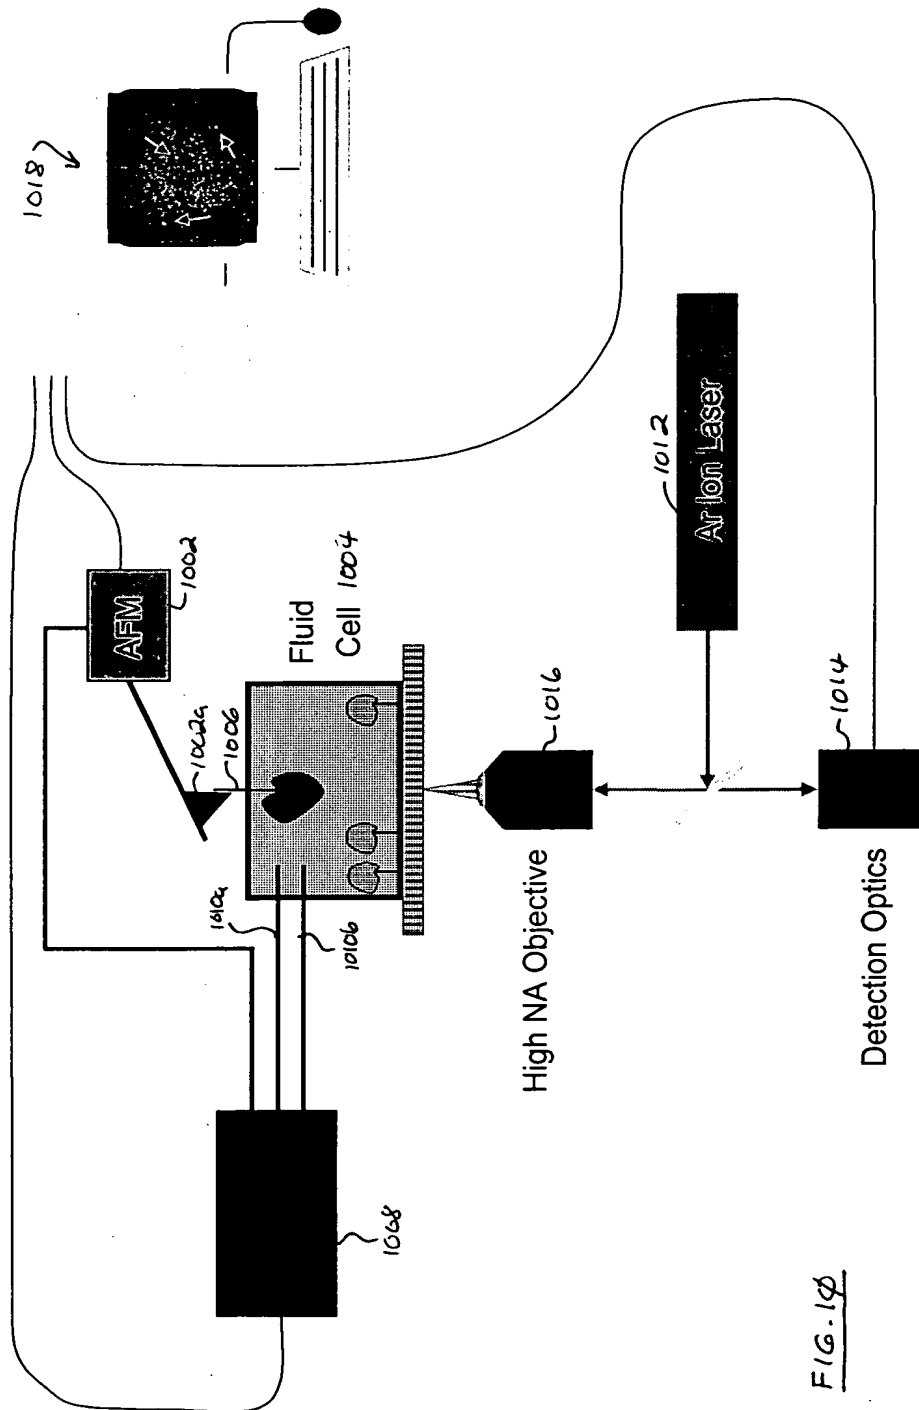 1018
AFM
1002
1002a
1006
Fluid
Cell 1004
1010a
1010b
1008
1012
Ar Ion Laser
1016
High NA Objective
1014
Detection Optics
FIG. 10